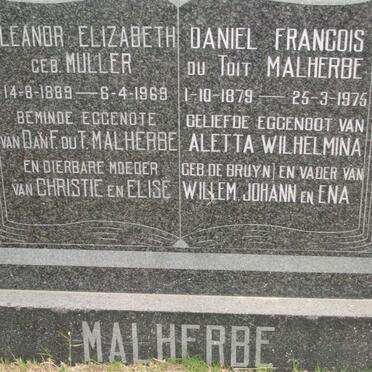 LEANOR ELIZABETH
GEB. MULLER
14-8-1889 - 6-4-1969
BEMINDE EGGENOTE
VAN DAN F. DU T. MALHERBE
EN DIERBARE MOEDER
VAN CHRISTIE EN ELISE
DANIEL FRANCOIS
DU TOIT MALHERBE
1-10-1879 - 25-3-1975
GELIEFDE EGGENOOT VAN
ALETTA WILHELMINA
(GEB. DE BRUYN) EN VADER VAN
WILLEM, JOHANN EN ENA
MALHERBE